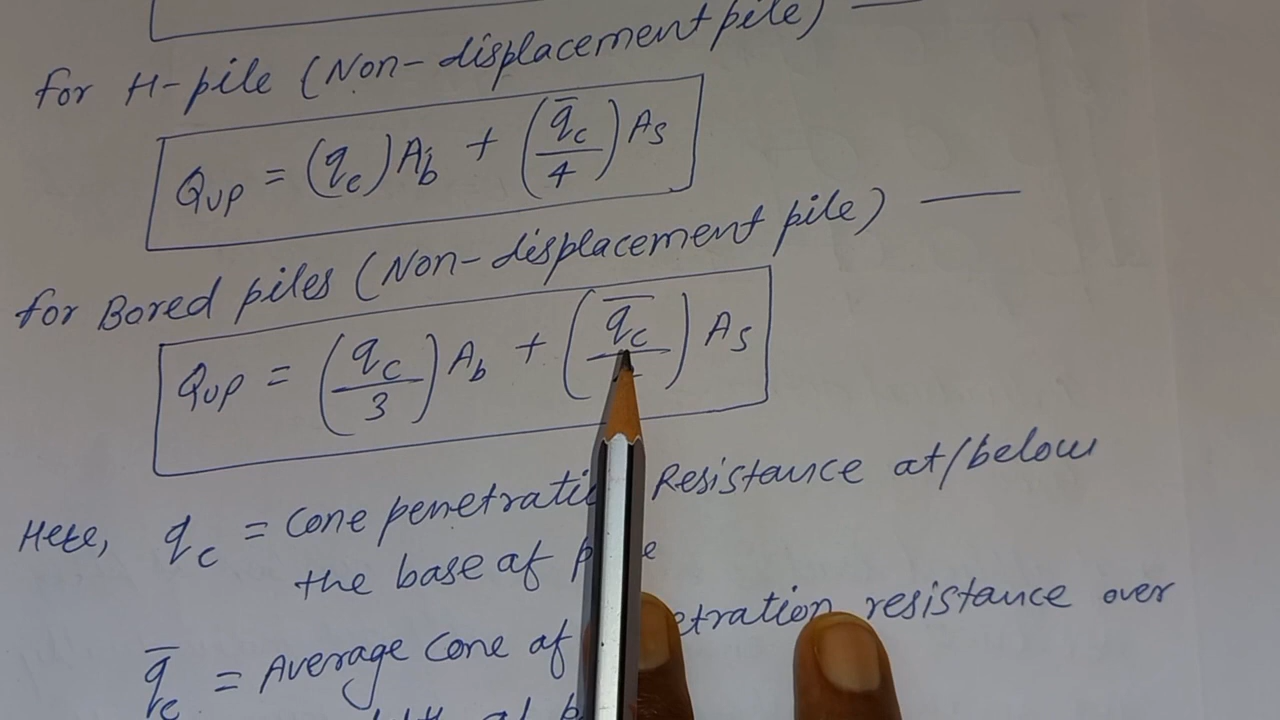 For H-pile (Non-displacement pile) —
Qup = (qc)Ab + (q̄c/4) As
For Bored piles (Non-displacement pile) —
Qup = (qc/3) Ab + (q̄c/ ) As
Here, qc = Cone penetratio Resistance at/below
the base of p e
q̄c = Average cone of etration resistance over